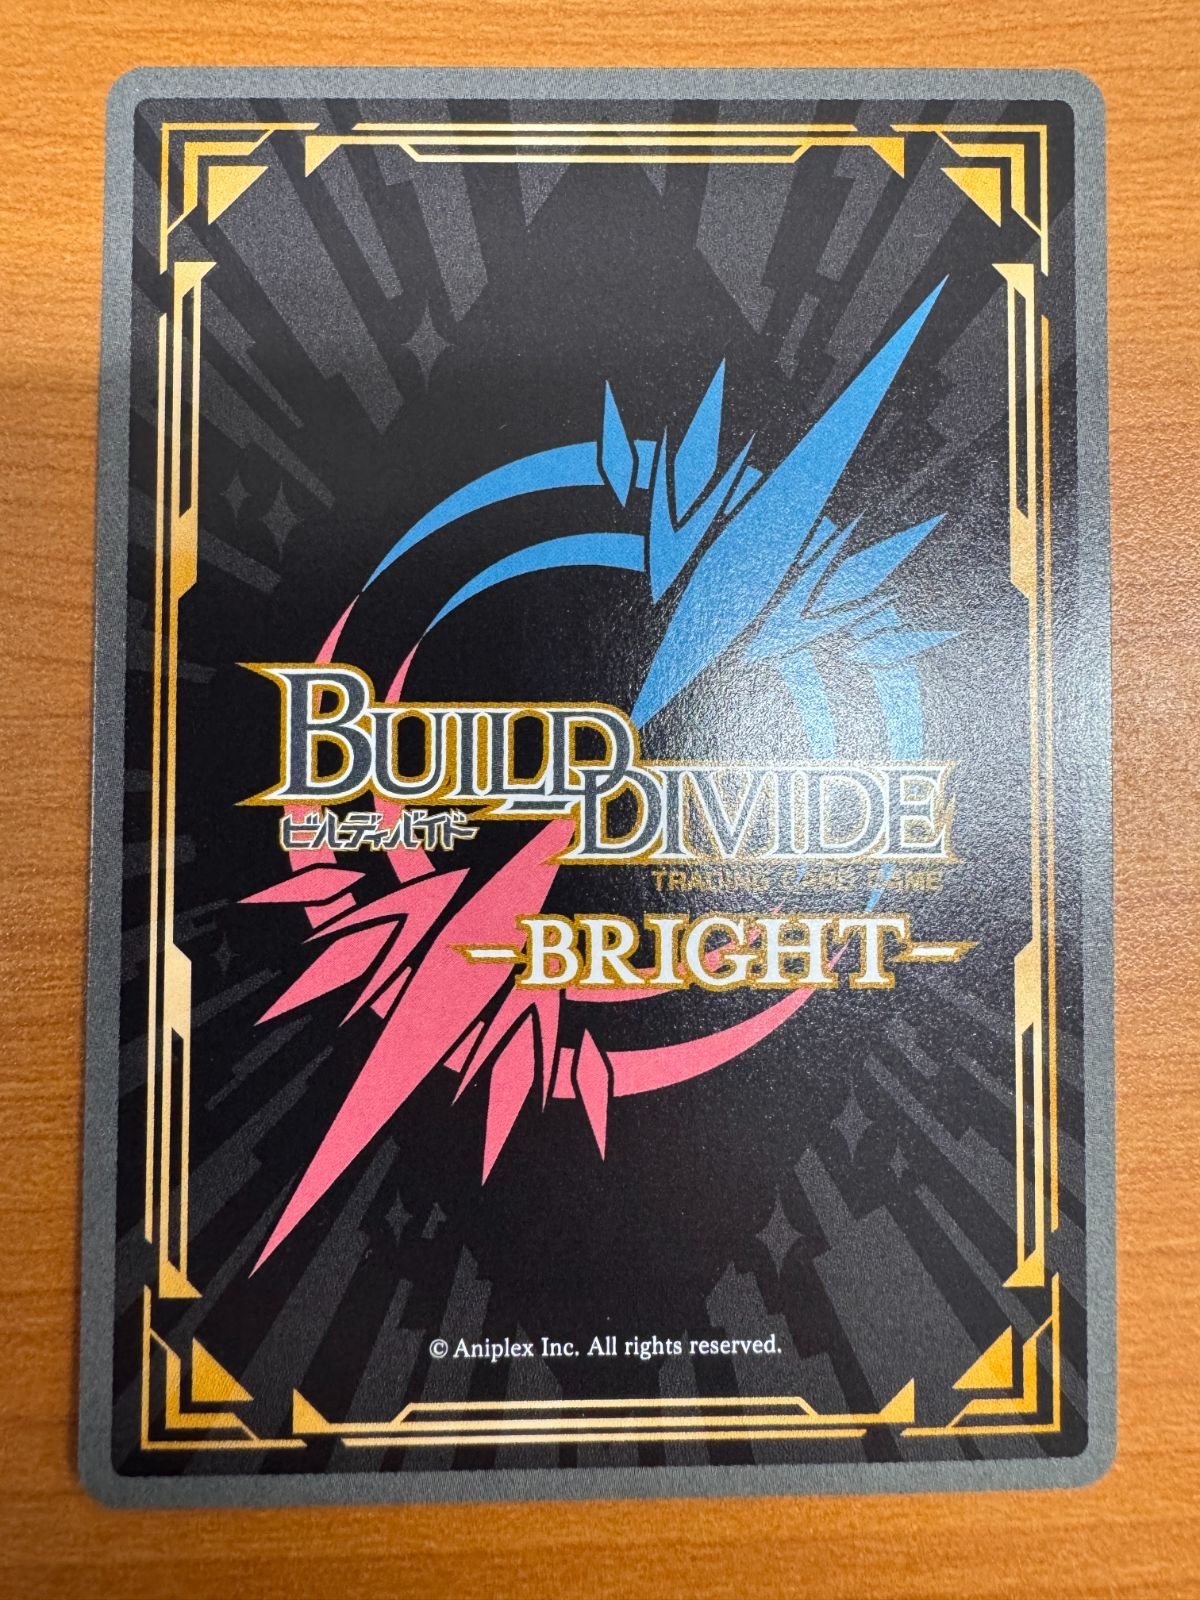 BUILD-DIVIDE
ビルディバイド
TRADING CARD GAME
-BRIGHT-
© Aniplex Inc. All rights reserved.